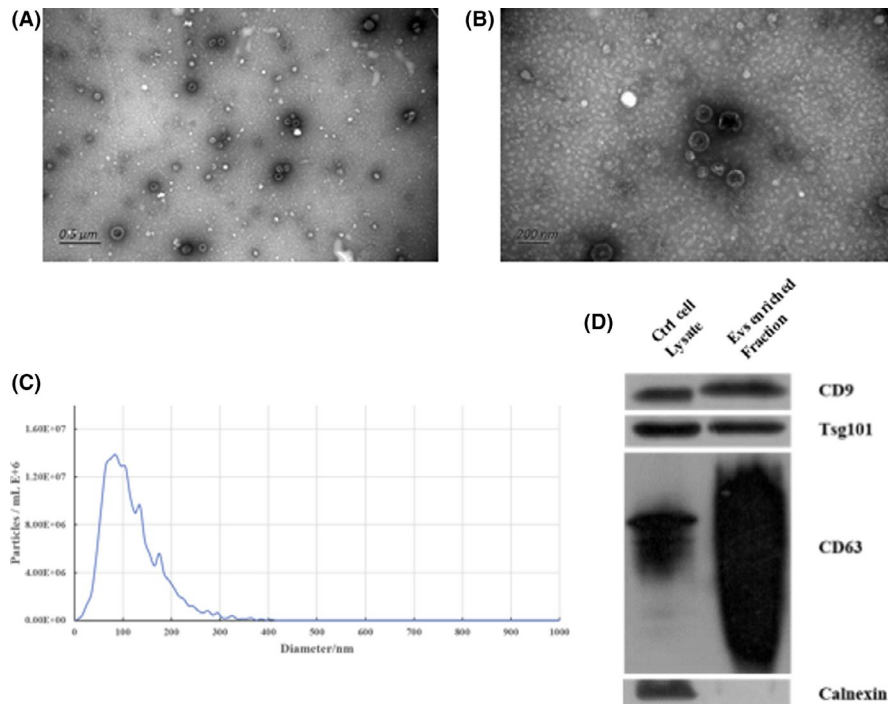 (A)
0.5 µm
(B)
200 nm
(C)
Particles / mL E+6
1.60E+07
1.20E+07
8.00E+06
4.00E+06
0.00E+00
0 100 200 300 400 500 600 700 800 900 1000
Diameter/nm
(D)
Ctrl cell
Lysate
Evs enriched
Fraction
CD9
Tsg101
CD63
Calnexin